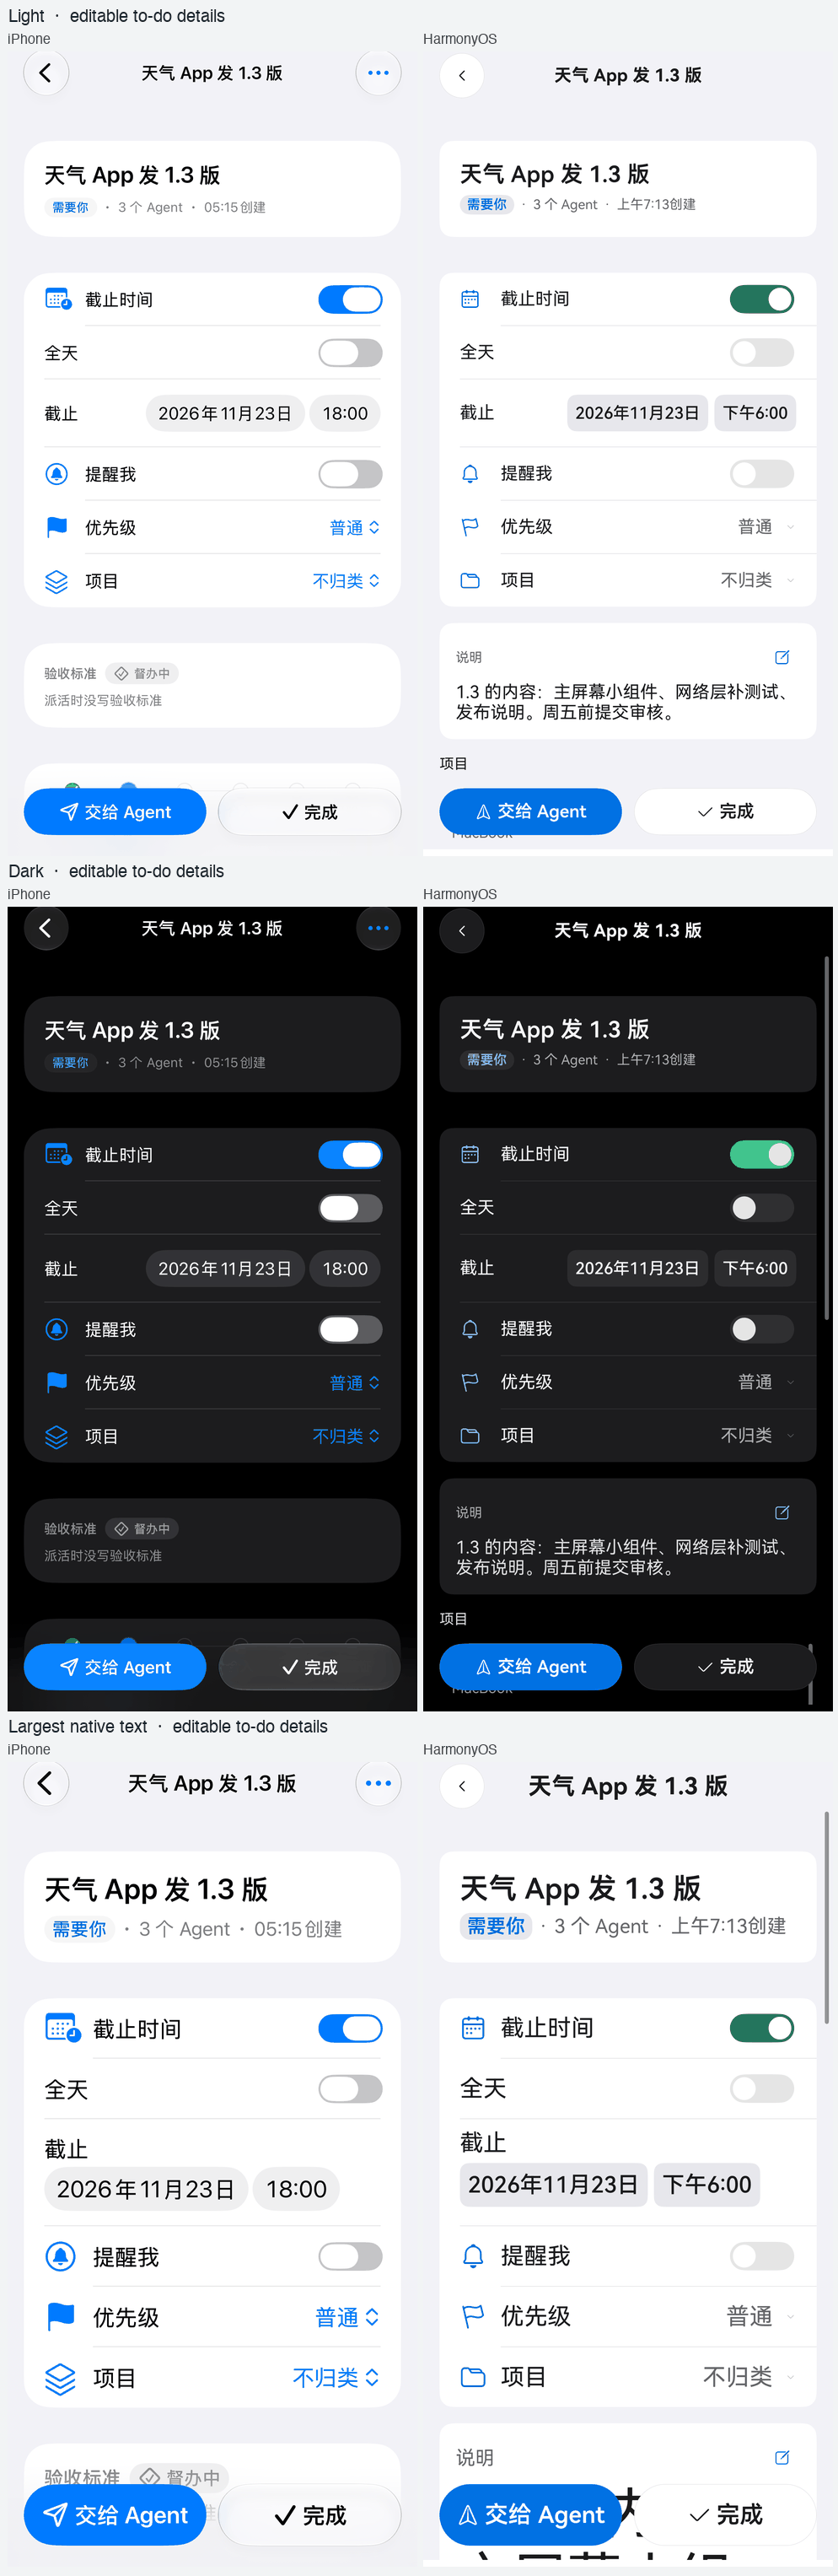 Light · editable to-do details
iPhone
天气 App 发 1.3 版
天气 App 发 1.3 版
需要你 · 3 个 Agent · 05:15创建
截止时间
全天
截止 2026年11月23日 18:00
提醒我
优先级 普通
项目 不归类
验收标准 督办中
派活时没写验收标准
交给 Agent 完成
HarmonyOS
天气 App 发 1.3 版
天气 App 发 1.3 版
需要你 · 3 个 Agent · 上午7:13创建
截止时间
全天
截止 2026年11月23日 下午6:00
提醒我
优先级 普通
项目 不归类
说明
1.3 的内容：主屏幕小组件、网络层补测试、
发布说明。周五前提交审核。
项目
交给 Agent 完成
MacBook
Dark · editable to-do details
iPhone
天气 App 发 1.3 版
天气 App 发 1.3 版
需要你 · 3 个 Agent · 05:15创建
截止时间
全天
截止 2026年11月23日 18:00
提醒我
优先级 普通
项目 不归类
验收标准 督办中
派活时没写验收标准
交给 Agent 完成
HarmonyOS
天气 App 发 1.3 版
天气 App 发 1.3 版
需要你 · 3 个 Agent · 上午7:13创建
截止时间
全天
截止 2026年11月23日 下午6:00
提醒我
优先级 普通
项目 不归类
说明
1.3 的内容：主屏幕小组件、网络层补测试、
发布说明。周五前提交审核。
项目
交给 Agent 完成
MacBook
Largest native text · editable to-do details
iPhone
天气 App 发 1.3 版
天气 App 发 1.3 版
需要你 · 3 个 Agent · 05:15创建
截止时间
全天
截止
2026年11月23日 18:00
提醒我
优先级 普通
项目 不归类
验收标准 督办中
交给 Agent 完成
HarmonyOS
天气 App 发 1.3 版
天气 App 发 1.3 版
需要你 · 3 个 Agent · 上午7:13创建
截止时间
全天
截止
2026年11月23日 下午6:00
提醒我
优先级 普通
项目 不归类
说明
交给 Agent 完成